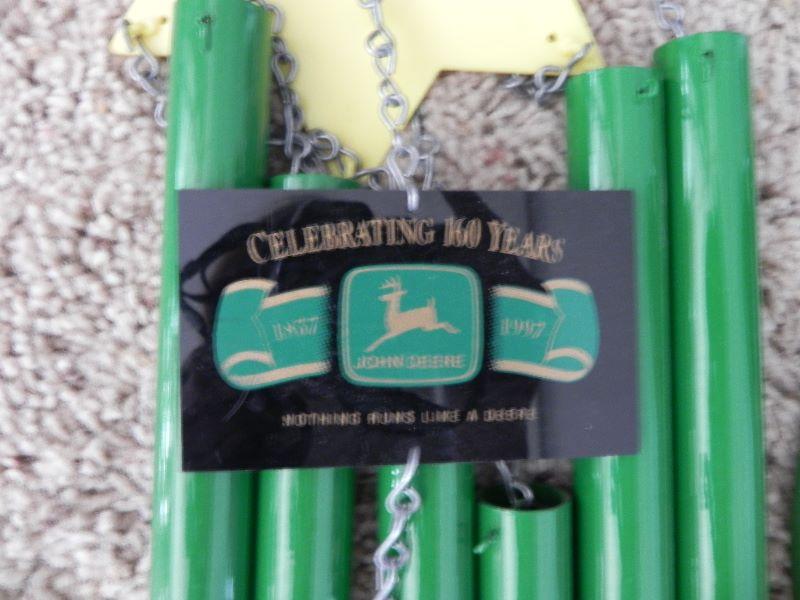 CELEBRATING 160 YEARS
1837 1997
JOHN DEERE
NOTHING RUNS LIKE A DEERE